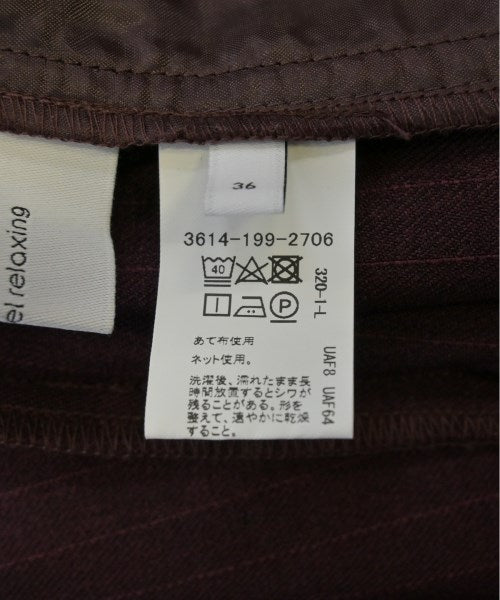 el relaxing
36
3614-199-2706
40
P
320-1-L
あて布使用
ネット使用。
洗濯後、濡れたまま長
時間放置するとシワが
残ることがある。形を
整えて、速やかに乾燥
すること。
UAF8 UAF64